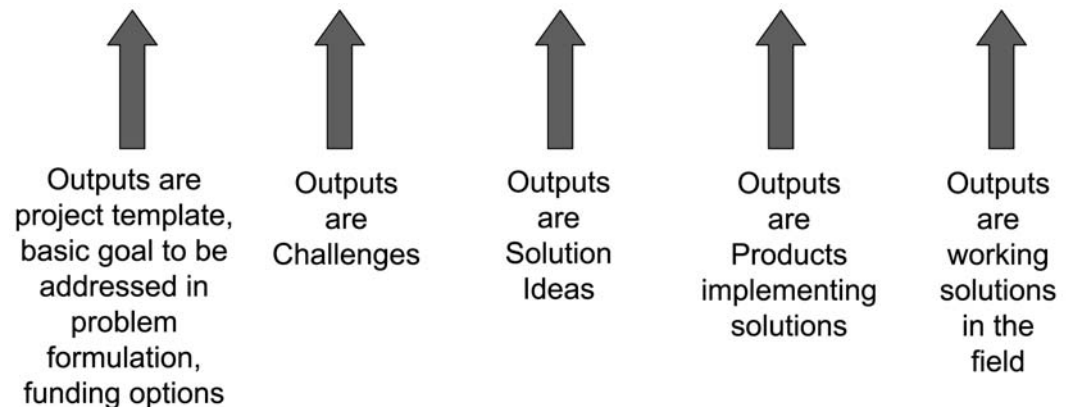 Outputs are
project template,
basic goal to be
addressed in
problem
formulation,
funding options
Outputs
are
Challenges
Outputs
are
Solution
Ideas
Outputs
are
Products
implementing
solutions
Outputs
are
working
solutions
in the
field